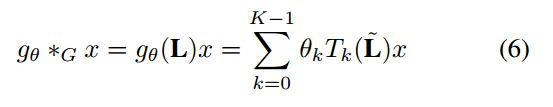 g_θ *_G x = g_θ(𝐋)x = ∑_{k=0}^{K−1} θ_k T_k(𝐋̃)x (6)